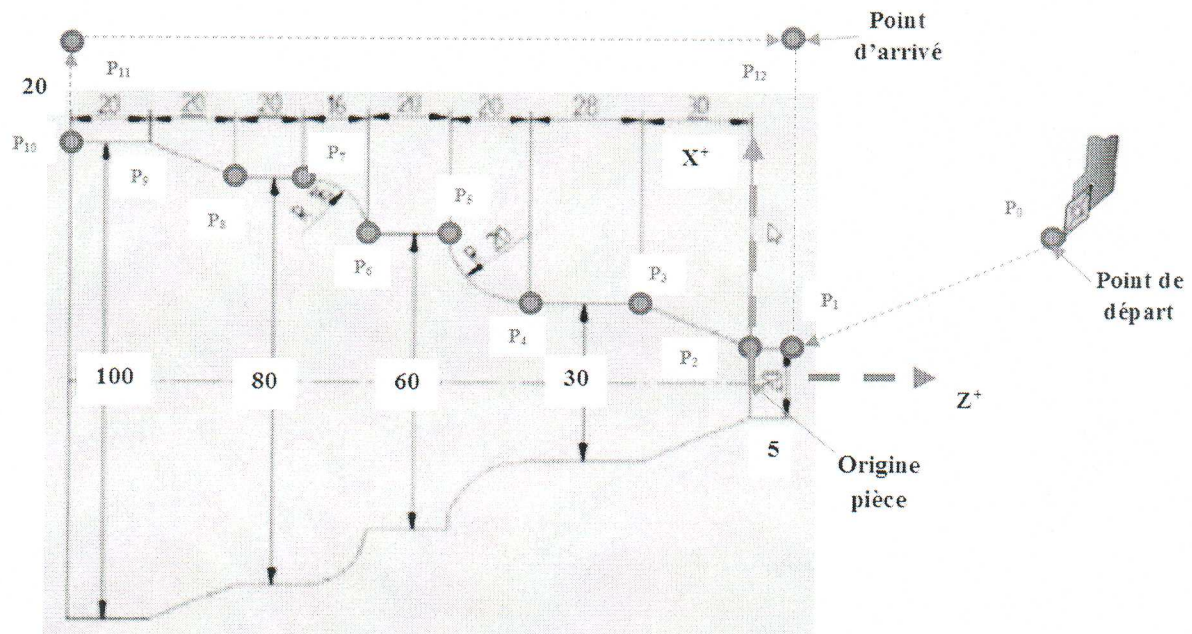 Point
d'arrivé
P₁₁
P₁₂
20
20 20 20 16 20 20 28 30
P₁₀
P₉
P₈
P₇
P₆
P₅
P₄
P₃
P₂
P₁
P₀
X⁺
R 20
Point de
départ
100
80
60
30
20
Z⁺
5
Origine
pièce